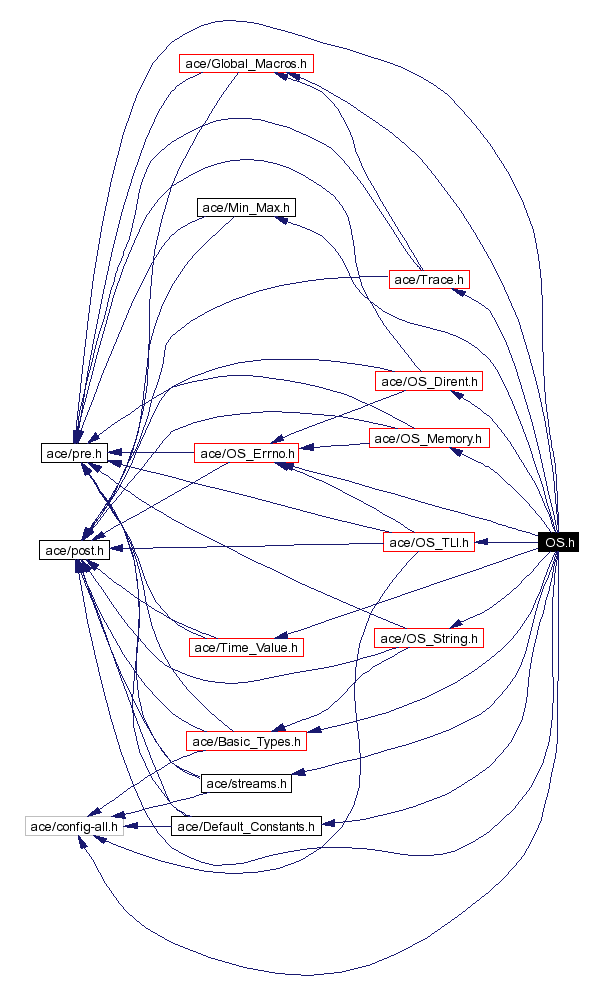 ace/Global_Macros.h
ace/Min_Max.h
ace/Trace.h
ace/OS_Dirent.h
ace/OS_Memory.h
ace/pre.h
ace/OS_Errno.h
ace/OS_TLI.h
OS.h
ace/post.h
ace/OS_String.h
ace/Time_Value.h
ace/Basic_Types.h
ace/streams.h
ace/config-all.h
ace/Default_Constants.h